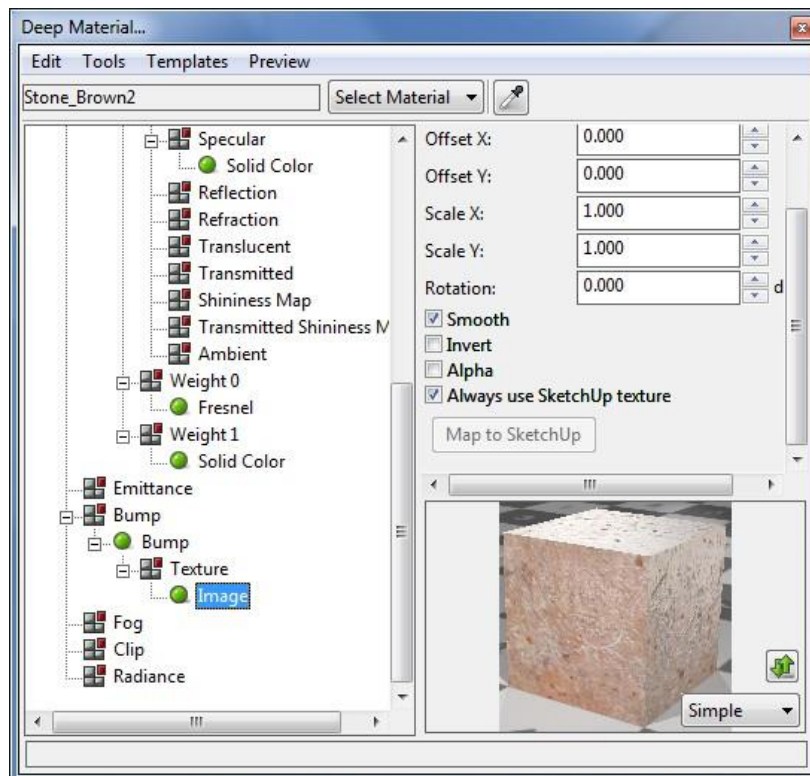 Deep Material...
Edit Tools Templates Preview
Stone_Brown2 Select Material
Specular
Solid Color
Reflection
Refraction
Translucent
Transmitted
Shininess Map
Transmitted Shininess M
Ambient
Weight 0
Fresnel
Weight 1
Solid Color
Emittance
Bump
Bump
Texture
Image
Fog
Clip
Radiance
Offset X: 0.000
Offset Y: 0.000
Scale X: 1.000
Scale Y: 1.000
Rotation: 0.000 d
Smooth
Invert
Alpha
Always use SketchUp texture
Map to SketchUp
Simple